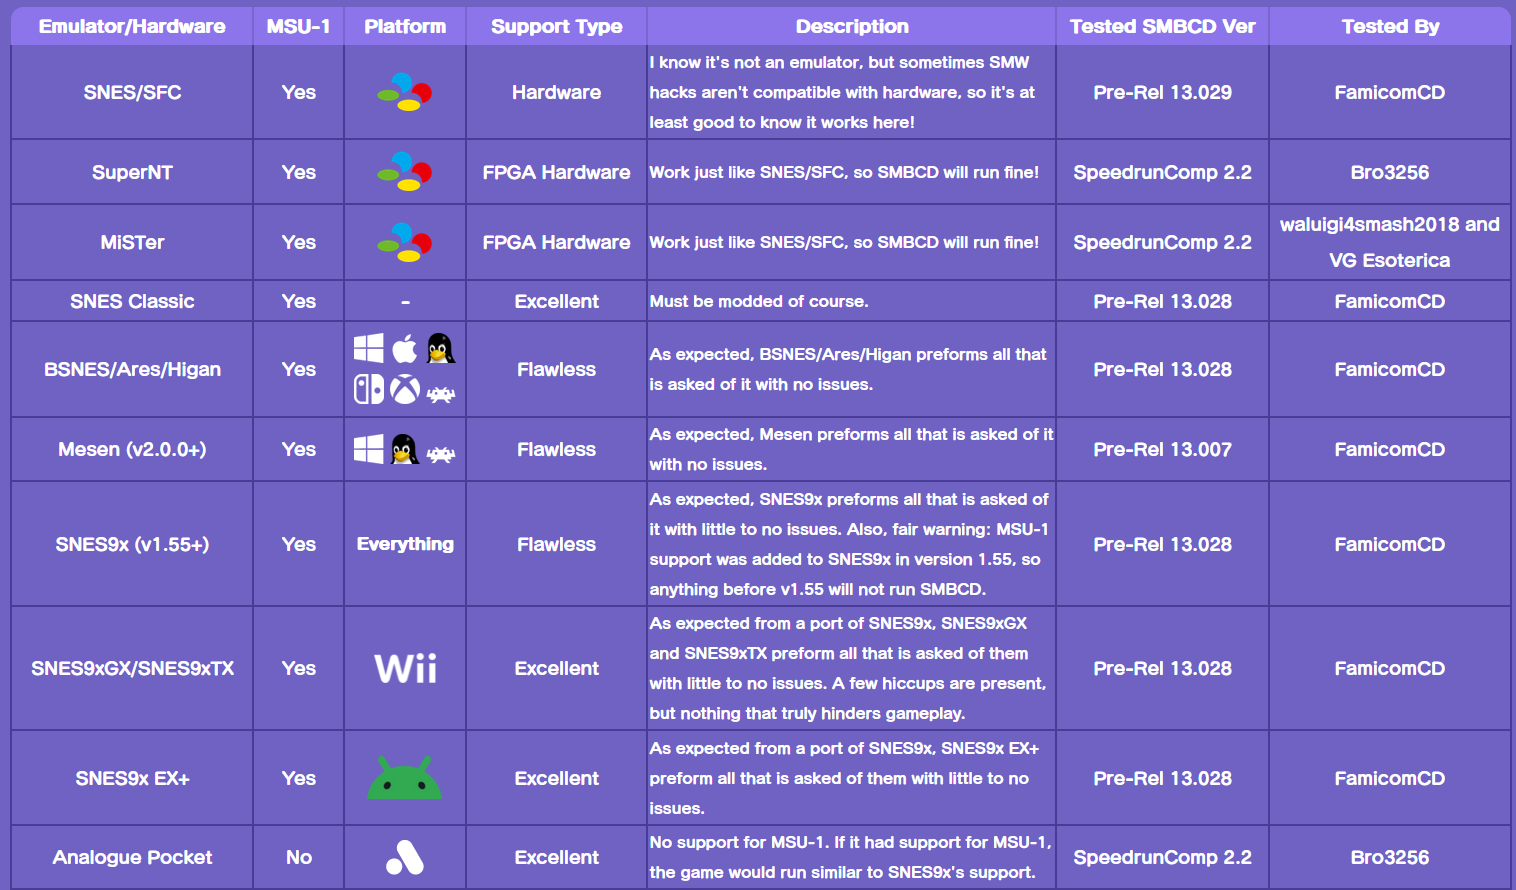 Emulator/Hardware MSU-1 Platform Support Type Description Tested SMBCD Ver Tested By
I know it's not an emulator, but sometimes SMW
hacks aren't compatible with hardware, so it's at
least good to know it works here!
SNES/SFC Yes Hardware Pre-Rel 13.029 FamicomCD
SuperNT Yes FPGA Hardware Work just like SNES/SFC, so SMBCD will run fine! SpeedrunComp 2.2 Bro3256
MiSTer Yes FPGA Hardware Work just like SNES/SFC, so SMBCD will run fine! SpeedrunComp 2.2
waluigi4smash2018 and
VG Esoterica
SNES Classic Yes - Excellent Must be modded of course. Pre-Rel 13.028 FamicomCD
BSNES/Ares/Higan Yes Flawless
As expected, BSNES/Ares/Higan preforms all that
is asked of it with no issues.
Pre-Rel 13.028 FamicomCD
Mesen (v2.0.0+) Yes Flawless
As expected, Mesen preforms all that is asked of it
with no issues.
Pre-Rel 13.007 FamicomCD
SNES9x (v1.55+) Yes Everything Flawless
As expected, SNES9x preforms all that is asked of
it with little to no issues. Also, fair warning: MSU-1
support was added to SNES9x in version 1.55, so
anything before v1.55 will not run SMBCD.
Pre-Rel 13.028 FamicomCD
SNES9xGX/SNES9xTX Yes Wii Excellent
As expected from a port of SNES9x, SNES9xGX
and SNES9xTX preform all that is asked of them
with little to no issues. A few hiccups are present,
but nothing that truly hinders gameplay.
Pre-Rel 13.028 FamicomCD
SNES9x EX+ Yes Excellent
As expected from a port of SNES9x, SNES9x EX+
preform all that is asked of them with little to no
issues.
Pre-Rel 13.028 FamicomCD
Analogue Pocket No Excellent
No support for MSU-1. If it had support for MSU-1,
the game would run similar to SNES9x's support.
SpeedrunComp 2.2 Bro3256